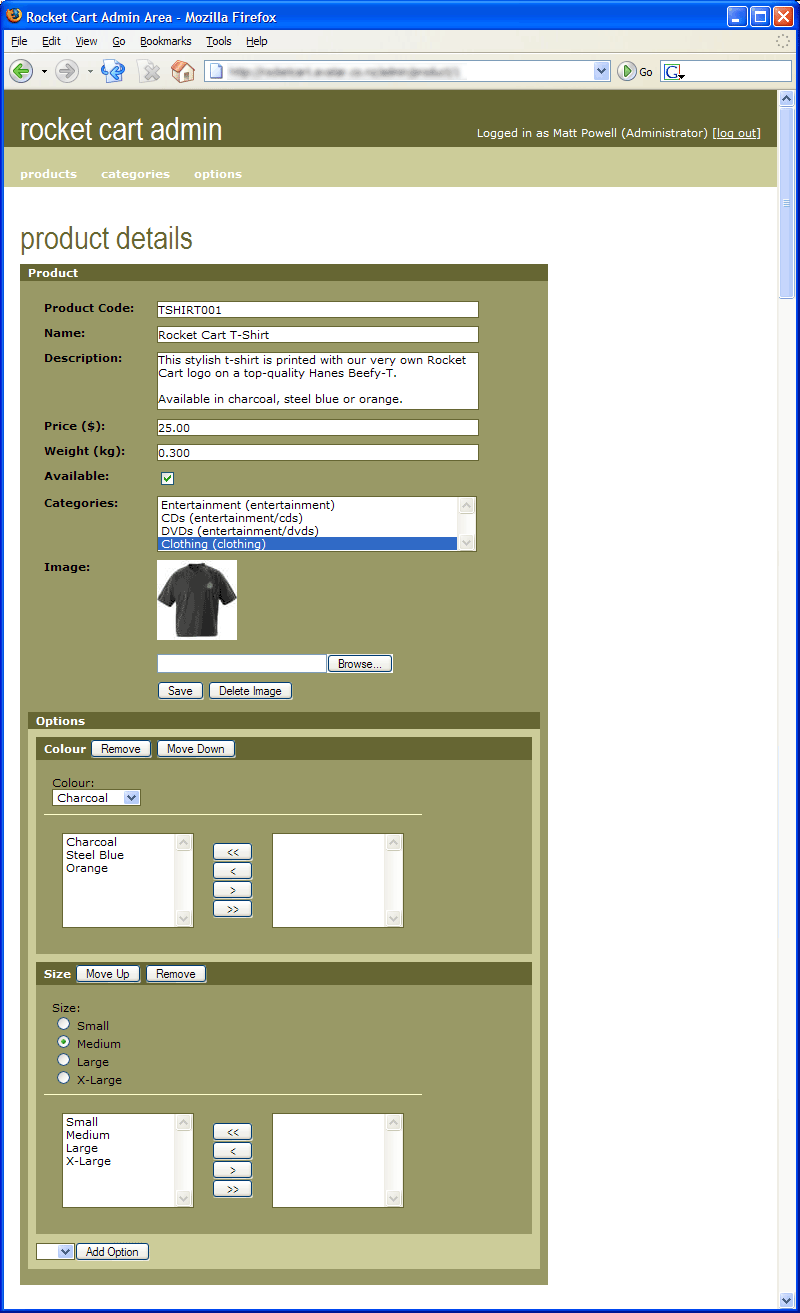 Rocket Cart Admin Area - Mozilla Firefox
File Edit View Go Bookmarks Tools Help
Go G
rocket cart admin
Logged in as Matt Powell (Administrator) [log out]
products categories options
product details
Product
Product Code: TSHIRT001
Name: Rocket Cart T-Shirt
Description: This stylish t-shirt is printed with our very own Rocket
Cart logo on a top-quality Hanes Beefy-T.
Available in charcoal, steel blue or orange.
Price ($): 25.00
Weight (kg): 0.300
Available:
Categories: Entertainment (entertainment)
CDs (entertainment/cds)
DVDs (entertainment/dvds)
Clothing (clothing)
Image:
Browse...
Save Delete Image
Options
Colour Remove Move Down
Colour:
Charcoal
Charcoal
Steel Blue
Orange
<<
<
>
>>
Size Move Up Remove
Size:
Small
Medium
Large
X-Large
Small
Medium
Large
X-Large
<<
<
>
>>
Add Option